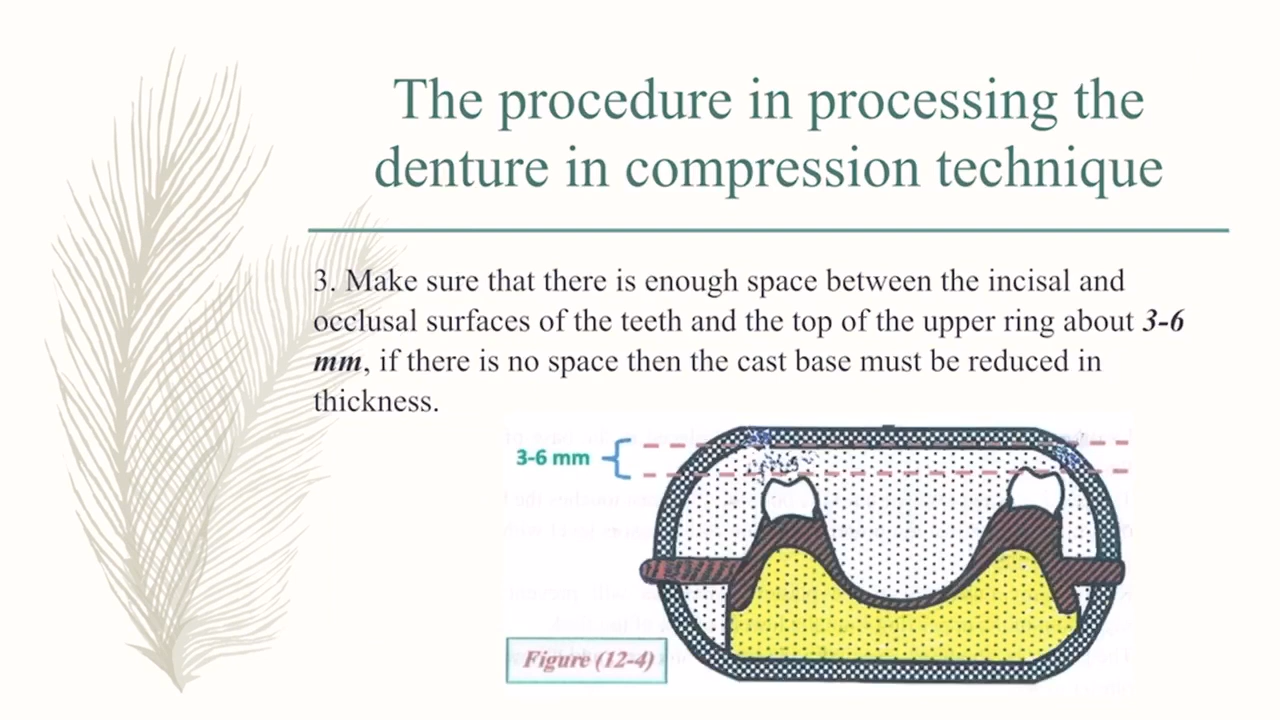 The procedure in processing the
denture in compression technique
3. Make sure that there is enough space between the incisal and
occlusal surfaces of the teeth and the top of the upper ring about 3-6
mm, if there is no space then the cast base must be reduced in
thickness.
3-6 mm
Figure (12-4)